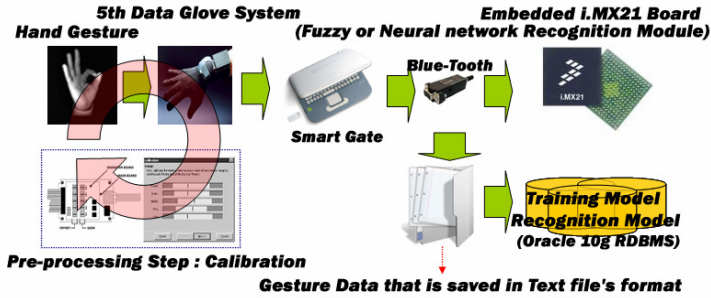 5th Data Glove System
Embedded i.MX21 Board
Hand Gesture
(Fuzzy or Neural network Recognition Module)
Blue-Tooth
i.MX21
Smart Gate
Calibration
Training Model
Recognition Model
(Oracle 10g RDBMS)
Pre-processing Step : Calibration
Gesture Data that is saved in Text file's format